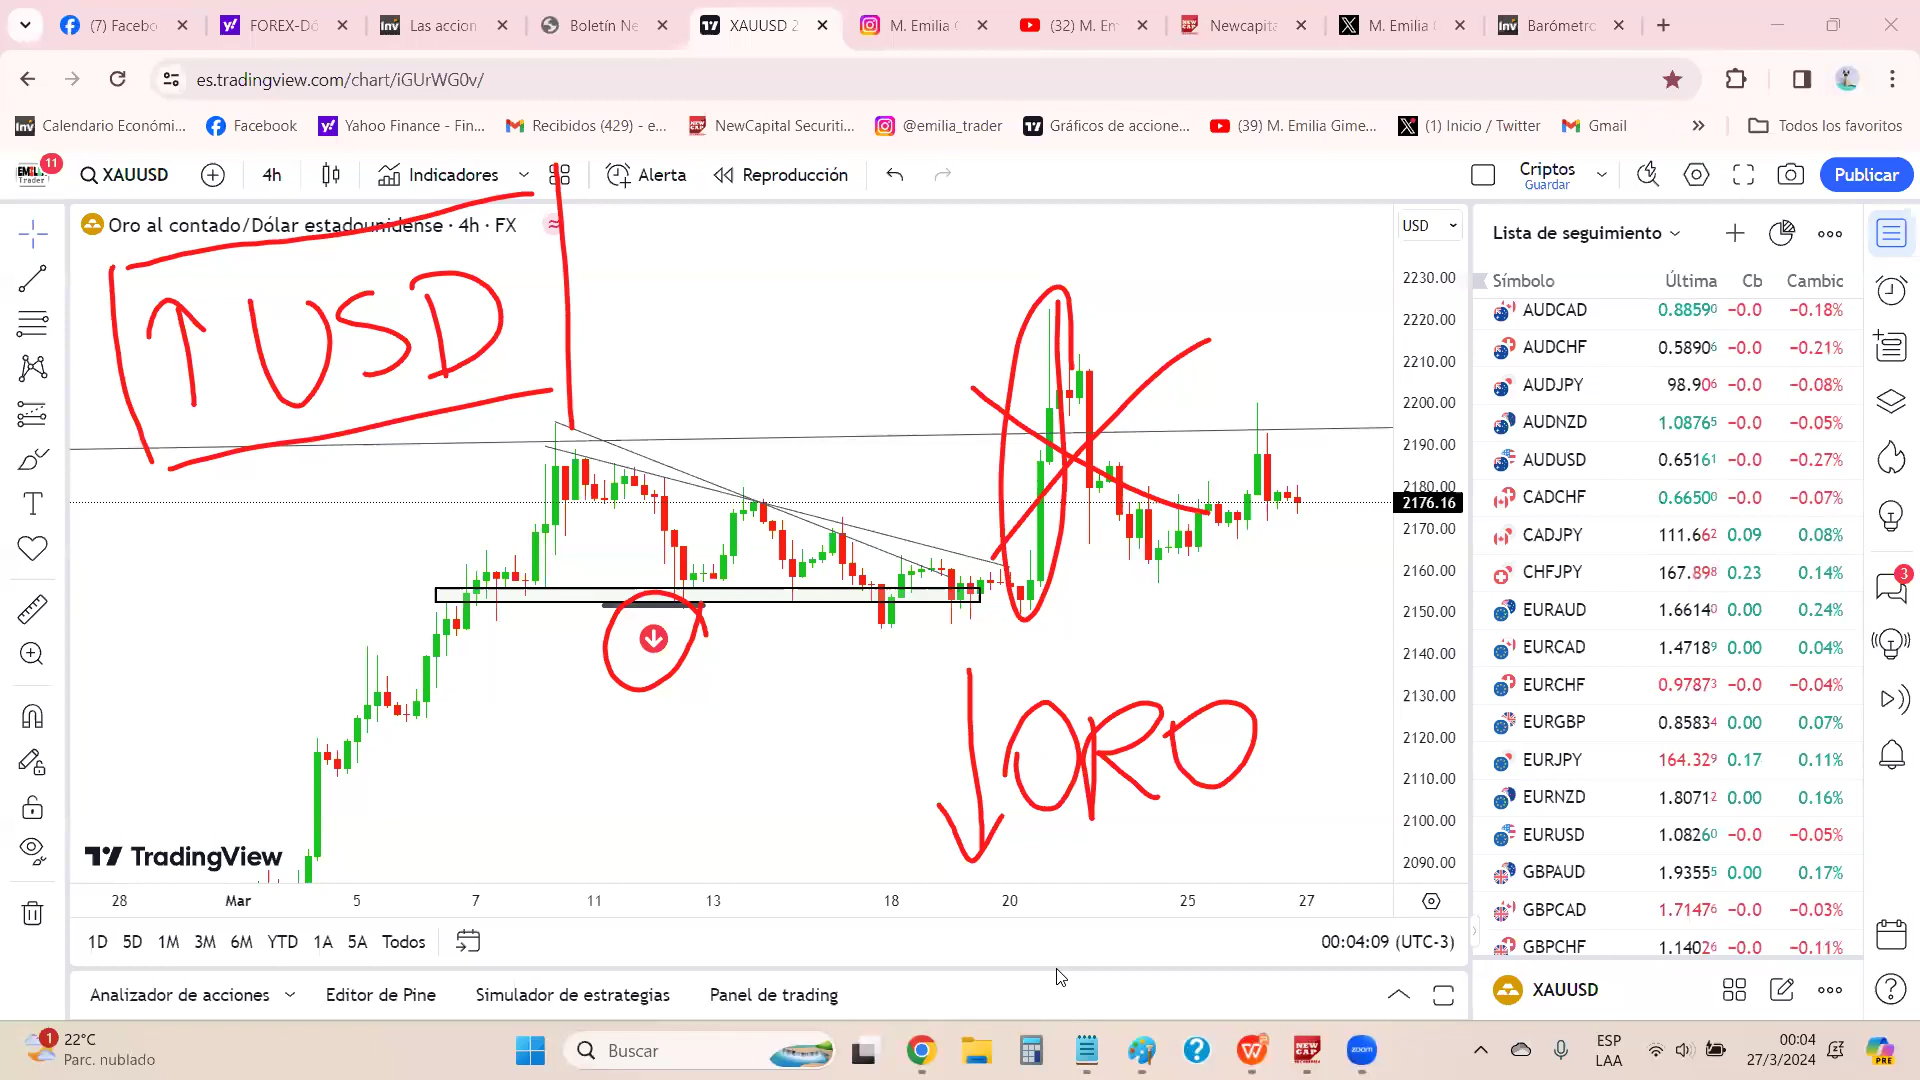 (7) Facebo
FOREX-Dó
Las accion
Boletín Ne
XAUUSD 2
M. Emilia G
(32) M. Em
Newcapita
M. Emilia
Barómetro
es.tradingview.com/chart/iGUrWG0v/
Calendario Económi...
Facebook
Yahoo Finance - Fin...
Recibidos (429) - e...
NewCapital Securiti...
@emilia_trader
Gráficos de accione...
(39) M. Emilia Gime...
(1) Inicio / Twitter
Gmail
Todos los favoritos
11
XAUUSD
4h
Indicadores
Alerta
Reproducción
Criptos
Guardar
Publicar
Oro al contado/Dólar estadounidense · 4h · FX
USD
↑ USD
2230.00
2220.00
2210.00
2200.00
2190.00
2180.00
2176.16
2170.00
2160.00
2150.00
2140.00
2130.00
2120.00
2110.00
2100.00
2090.00
↓ ORO
TradingView
28 Mar 5 7 11 13 18 20 25 27
1D 5D 1M 3M 6M YTD 1A 5A Todos
00:04:09 (UTC-3)
Analizador de acciones
Editor de Pine
Simulador de estrategias
Panel de trading
Lista de seguimiento
Símbolo Última Cb Cambic
AUDCAD 0.88590 −0.0 −0.18%
AUDCHF 0.58906 −0.0 −0.21%
AUDJPY 98.906 −0.0 −0.08%
AUDNZD 1.08765 −0.0 −0.05%
AUDUSD 0.65161 −0.0 −0.27%
CADCHF 0.66500 −0.0 −0.07%
CADJPY 111.662 0.09 0.08%
CHFJPY 167.898 0.23 0.14%
EURAUD 1.66140 0.00 0.24%
EURCAD 1.47189 0.00 0.04%
EURCHF 0.97873 −0.0 −0.04%
EURGBP 0.85834 0.00 0.07%
EURJPY 164.329 0.17 0.11%
EURNZD 1.80712 0.00 0.16%
EURUSD 1.08260 −0.0 −0.05%
GBPAUD 1.93555 0.00 0.17%
GBPCAD 1.71476 −0.0 −0.03%
GBPCHF 1.14026 −0.0 −0.11%
XAUUSD
3
1
22°C
Parc. nublado
Buscar
zoom
ESP
LAA
00:04
27/3/2024
PRE